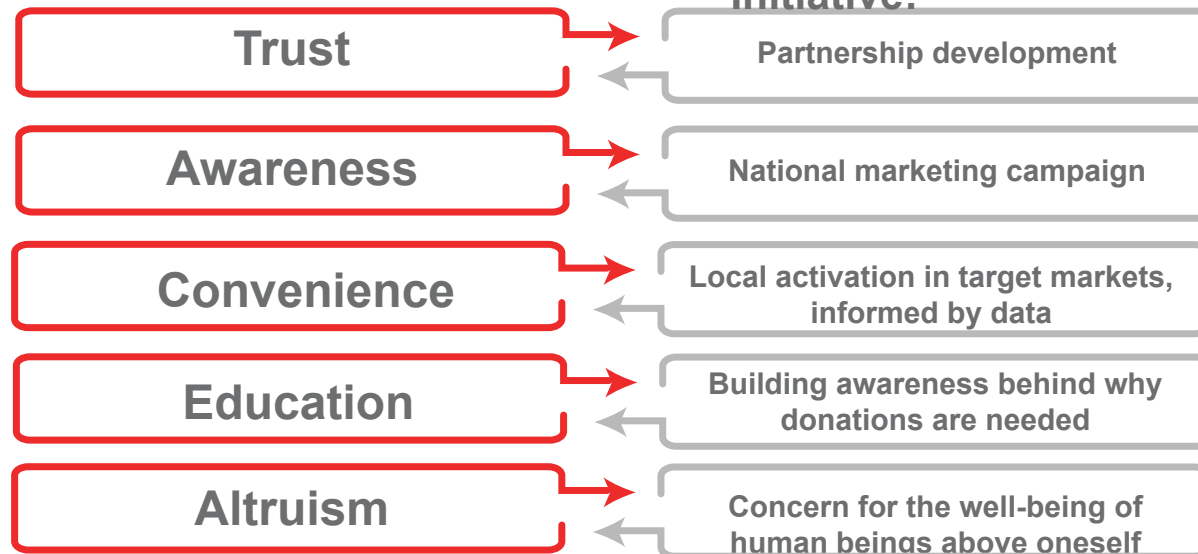 Initiative:
Trust
Partnership development
Awareness
National marketing campaign
Convenience
Local activation in target markets,
informed by data
Education
Building awareness behind why
donations are needed
Altruism
Concern for the well-being of
human beings above oneself